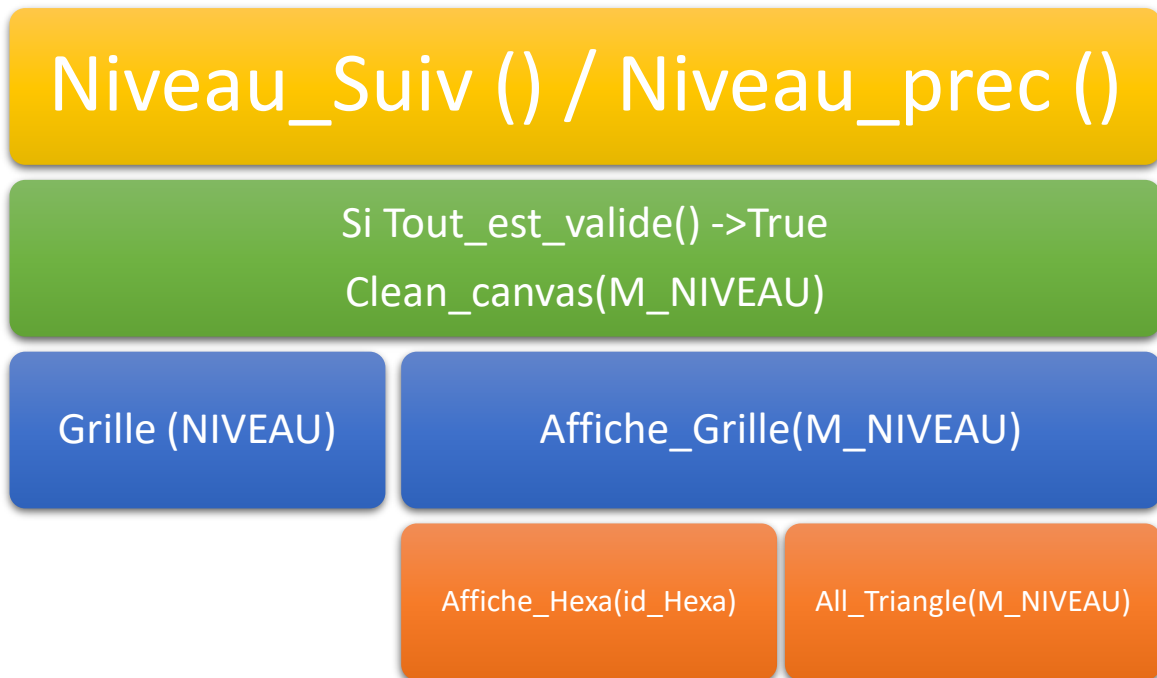 Niveau_Suiv () / Niveau_prec ()
Si Tout_est_valide() ->True
Clean_canvas(M_NIVEAU)
Grille (NIVEAU)
Affiche_Grille(M_NIVEAU)
Affiche_Hexa(id_Hexa)
All_Triangle(M_NIVEAU)